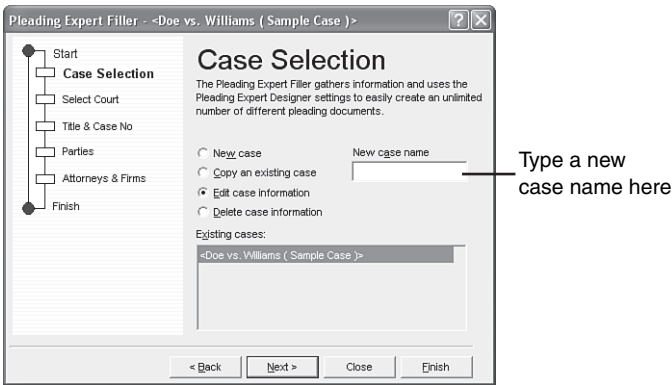 Pleading Expert Filler - <Doe vs. Williams ( Sample Case )>
Start
Case Selection
Select Court
Title & Case No
Parties
Attorneys & Firms
Finish
Case Selection
The Pleading Expert Filler gathers information and uses the
Pleading Expert Designer settings to easily create an unlimited
number of different pleading documents.
New case
Copy an existing case
Edit case information
Delete case information
New case name
Existing cases:
<Doe vs. Williams ( Sample Case )>
< Back
Next >
Close
Finish
Type a new
case name here